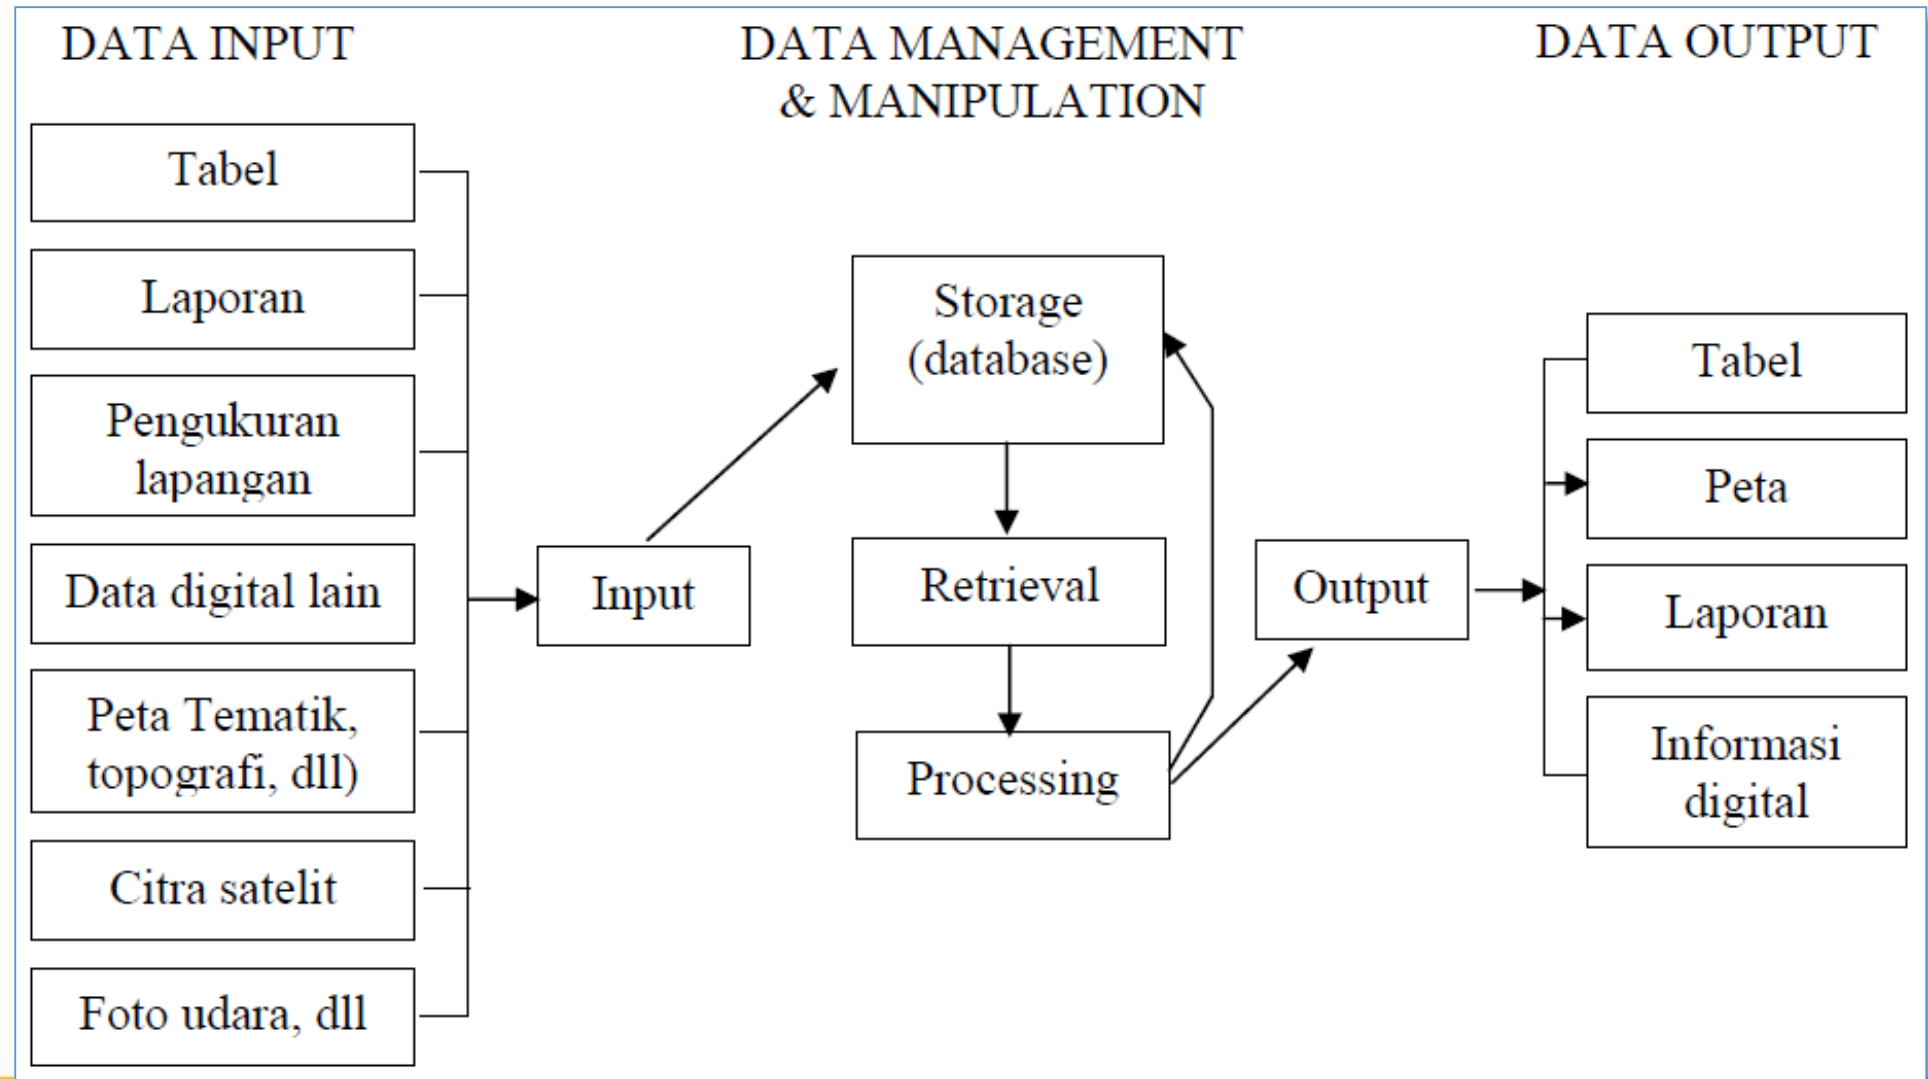 DATA INPUT
Tabel
Laporan
Pengukuran
lapangan
Data digital lain
Peta Tematik,
topografi, dll)
Citra satelit
Foto udara, dll
Input
DATA MANAGEMENT
& MANIPULATION
Storage
(database)
Retrieval
Processing
DATA OUTPUT
Output
Tabel
Peta
Laporan
Informasi
digital